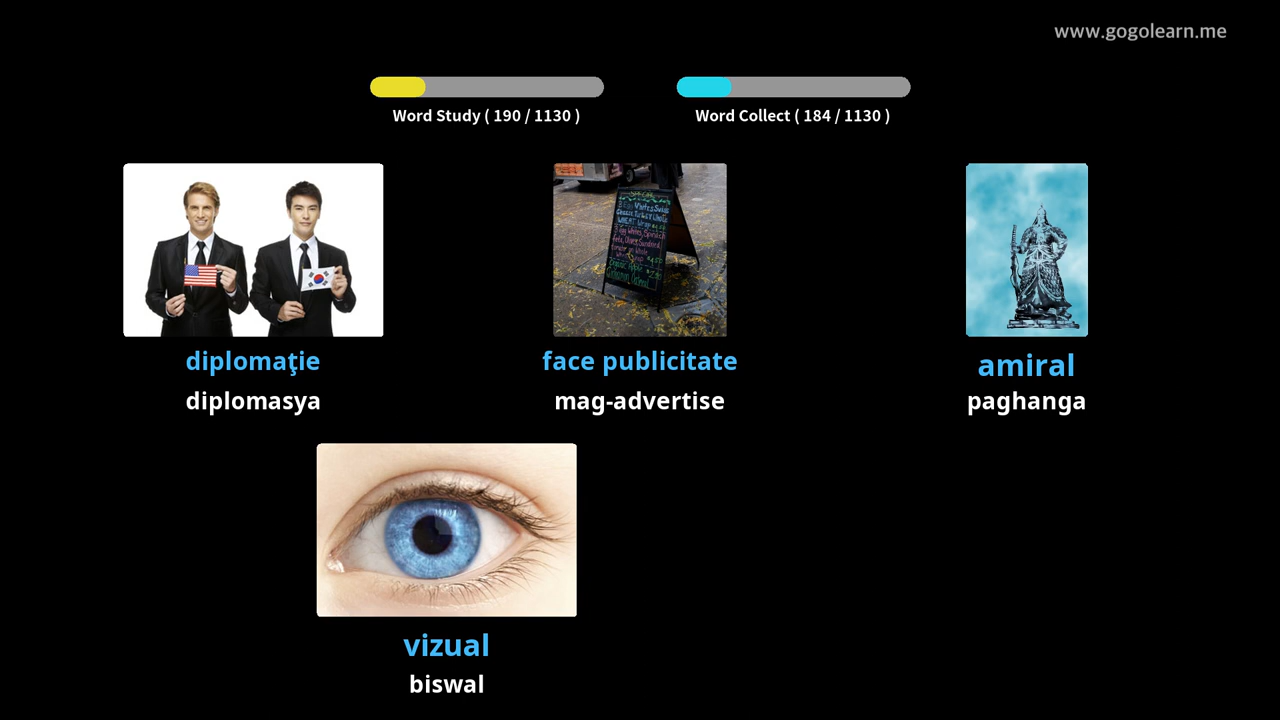 www.gogolearn.me
Word Study ( 190 / 1130 )
Word Collect ( 184 / 1130 )
diplomaţie
diplomasya
face publicitate
mag-advertise
amiral
paghanga
vizual
biswal